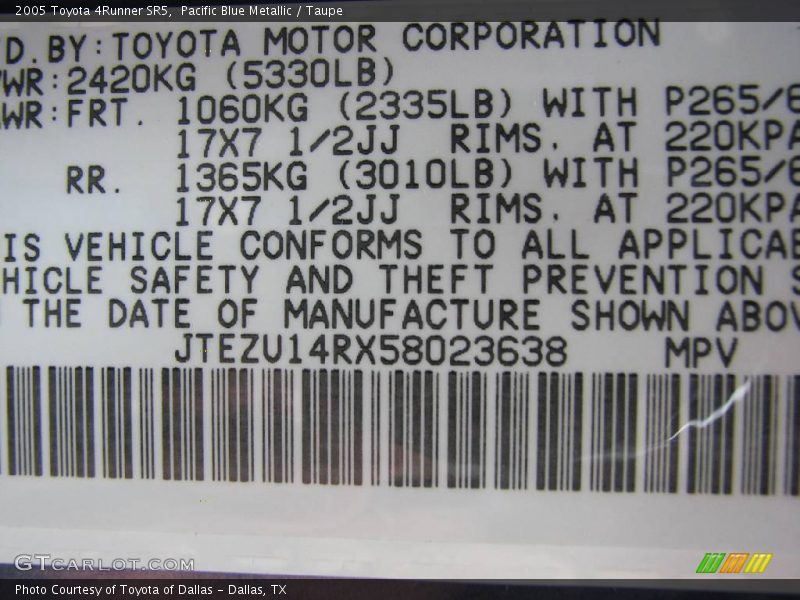 2005 Toyota 4Runner SR5, Pacific Blue Metallic / Taupe
D.BY:TOYOTA MOTOR CORPORATION
WR:2420KG (5330LB)
WR:FRT. 1060KG (2335LB) WITH P265/6
17X7 1/2JJ RIMS. AT 220KPA
RR. 1365KG (3010LB) WITH P265/6
17X7 1/2JJ RIMS. AT 220KPA
IS VEHICLE CONFORMS TO ALL APPLICAB
HICLE SAFETY AND THEFT PREVENTION S
THE DATE OF MANUFACTURE SHOWN ABOV
JTEZU14RX58023638 MPV
GTCARLOT.COM
Photo Courtesy of Toyota of Dallas - Dallas, TX